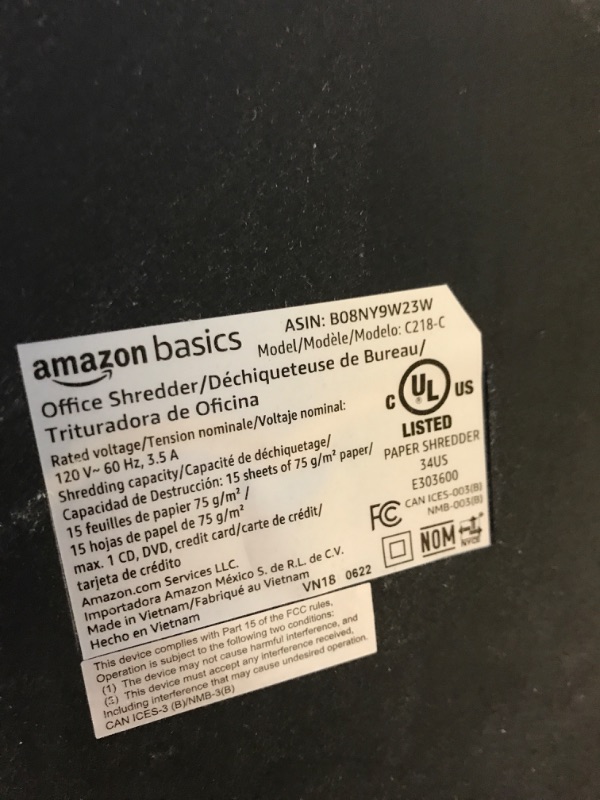 amazon basics
ASIN: B08NY9W23W
Model/Modèle/Modelo: C218-C
Office Shredder/Déchiqueteuse de Bureau/
Trituradora de Oficina
Rated voltage/Tension nominale/Voltaje nominal:
120 V~ 60 Hz, 3.5 A
Shredding capacity/Capacité de déchiquetage/
Capacidad de Destrucción: 15 sheets of 75 g/m² paper/
15 feuilles de papier 75 g/m² /
15 hojas de papel de 75 g/m²
max. 1 CD, DVD, credit card/carte de crédito/
tarjeta de crédito
Amazon.com Services LLC.
Importadora Amazon México S. de R.L. de C.V.
Made in Vietnam/Fabriqué au Vietnam
Hecho en Vietnam
VN18 0622
C UL US
®
LISTED
PAPER SHREDDER
34US
E303600
FC CAN ICES-003(B)
NMB-003(B)
NOM
NYCE
This device complies with Part 15 of the FCC rules.
Operation is subject to the following two conditions:
(1) The device may not cause harmful interference, and
(2) This device must accept any interference received,
Including interference that may cause undesired operation.
CAN ICES-3 (B)/NMB-3(B)